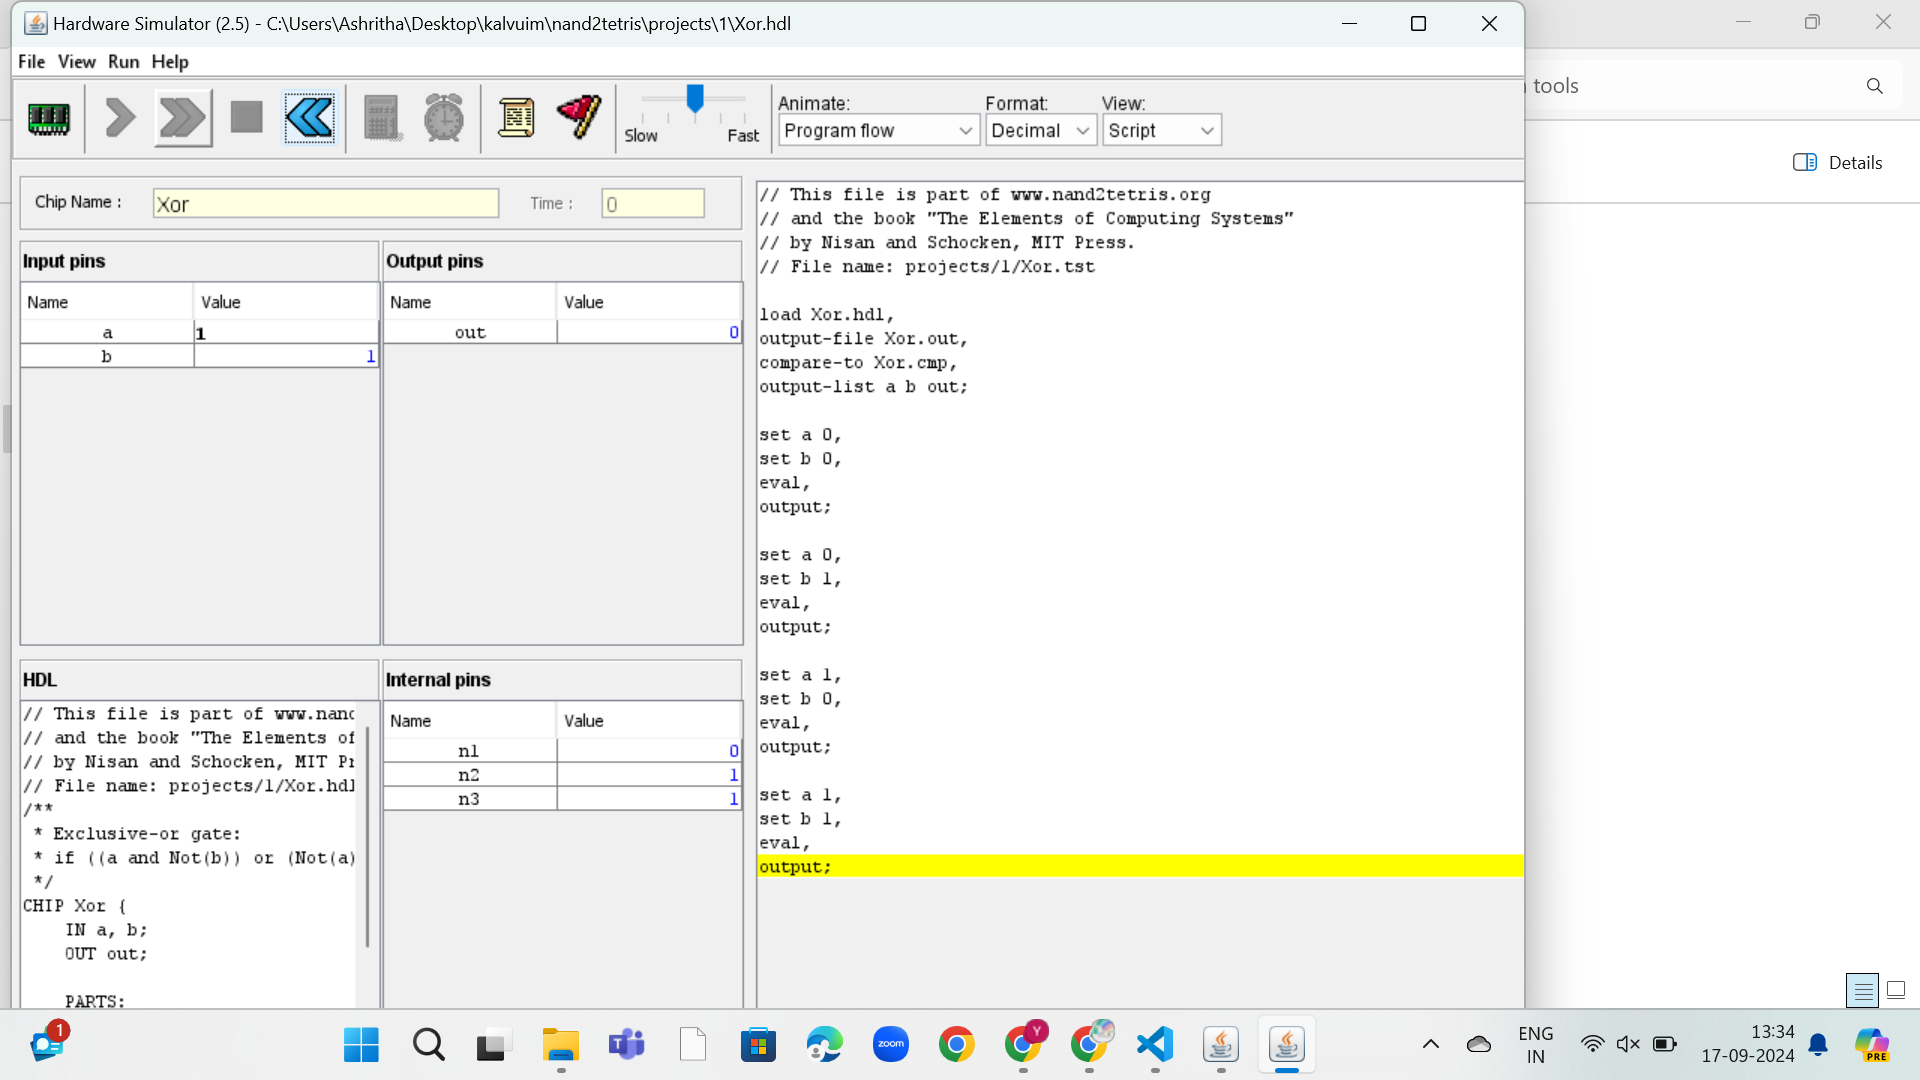 Hardware Simulator (2.5) - C:\Users\Ashritha\Desktop\kalvuim\nand2tetris\projects\1\Xor.hdl
File View Run Help
tools
Slow Fast
Animate: Format: View:
Program flow Decimal Script
Details
Chip Name : Xor Time : 0
Input pins
Name Value
a 1
b 1
Output pins
Name Value
out 0
// This file is part of www.nand2tetris.org
// and the book "The Elements of Computing Systems"
// by Nisan and Schocken, MIT Press.
// File name: projects/1/Xor.tst
load Xor.hdl,
output-file Xor.out,
compare-to Xor.cmp,
output-list a b out;
set a 0,
set b 0,
eval,
output;
set a 0,
set b 1,
eval,
output;
set a 1,
set b 0,
eval,
output;
set a 1,
set b 1,
eval,
output;
HDL
// This file is part of www.nand
// and the book "The Elements of
// by Nisan and Schocken, MIT Pr
// File name: projects/1/Xor.hdl
/**
* Exclusive-or gate:
* if ((a and Not(b)) or (Not(a)
*/
CHIP Xor {
IN a, b;
OUT out;
PARTS:
Internal pins
Name Value
n1 0
n2 1
n3 1
1
zoom
Y
ENG
IN
13:34
17-09-2024
PRE